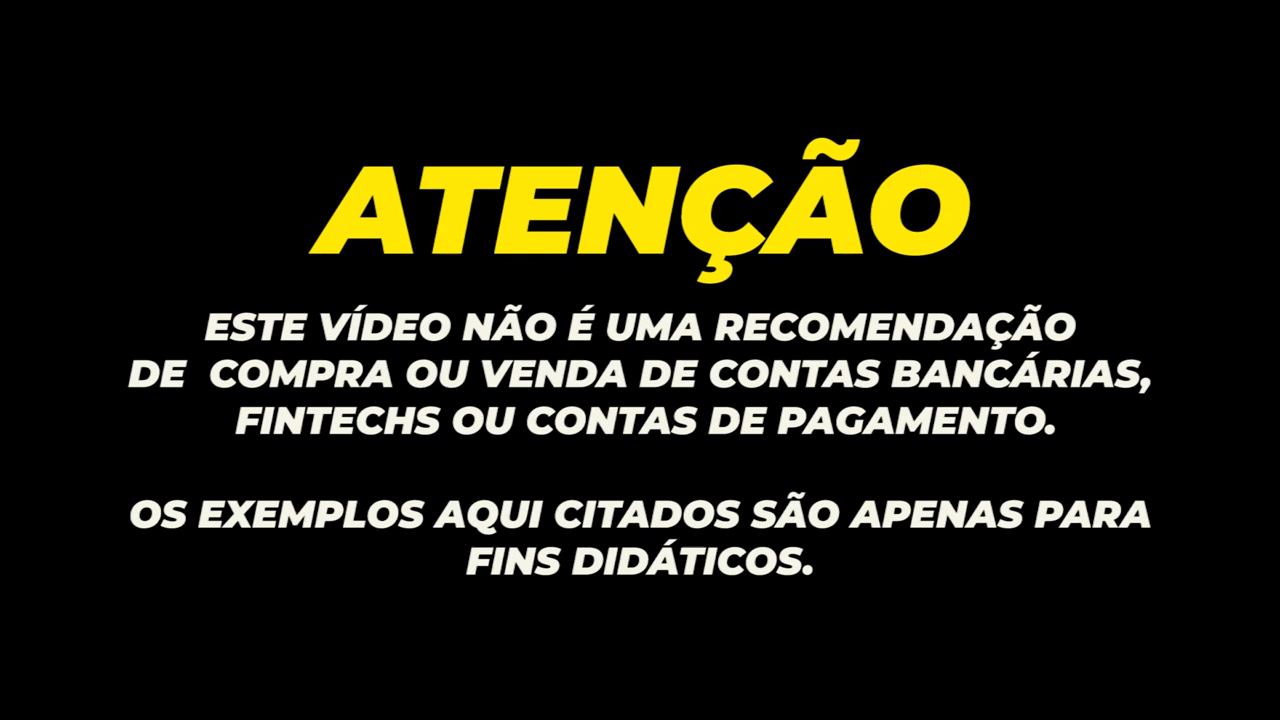 ATENÇÃO
ESTE VÍDEO NÃO É UMA RECOMENDAÇÃO
DE COMPRA OU VENDA DE CONTAS BANCÁRIAS,
FINTECHS OU CONTAS DE PAGAMENTO.
OS EXEMPLOS AQUI CITADOS SÃO APENAS PARA
FINS DIDÁTICOS.